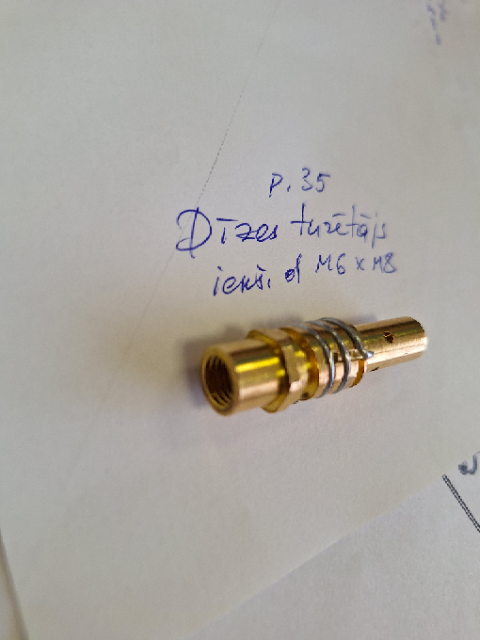 p. 35
Dīzes turētājs
iekš. d M6 x M8